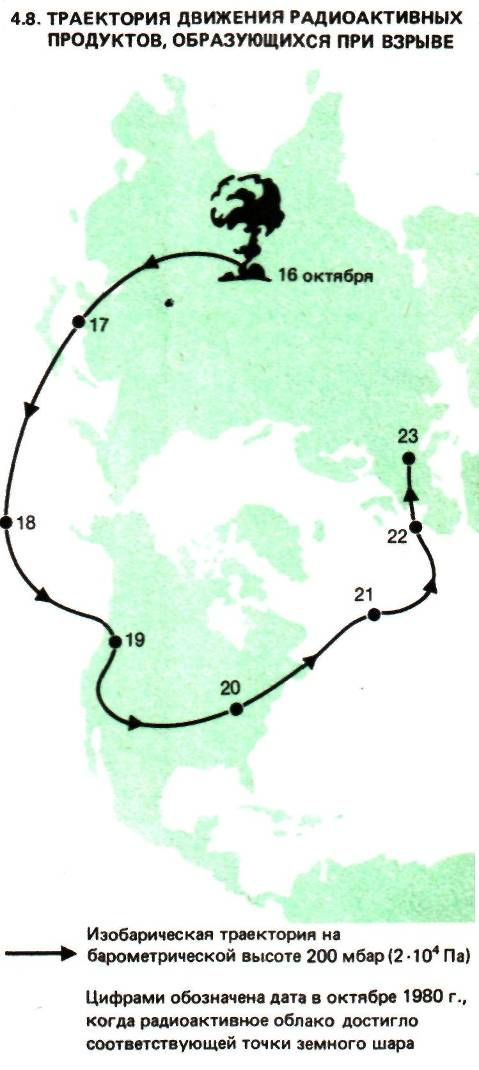 4.8. ТРАЕКТОРИЯ ДВИЖЕНИЯ РАДИОАКТИВНЫХ
ПРОДУКТОВ, ОБРАЗУЮЩИХСЯ ПРИ ВЗРЫВЕ
16 октября
17
18
19
20
21
22
23
Изобарическая траектория на
барометрической высоте 200 мбар (2·10⁴ Па)
Цифрами обозначена дата в октябре 1980 г.,
когда радиоактивное облако достигло
соответствующей точки земного шара